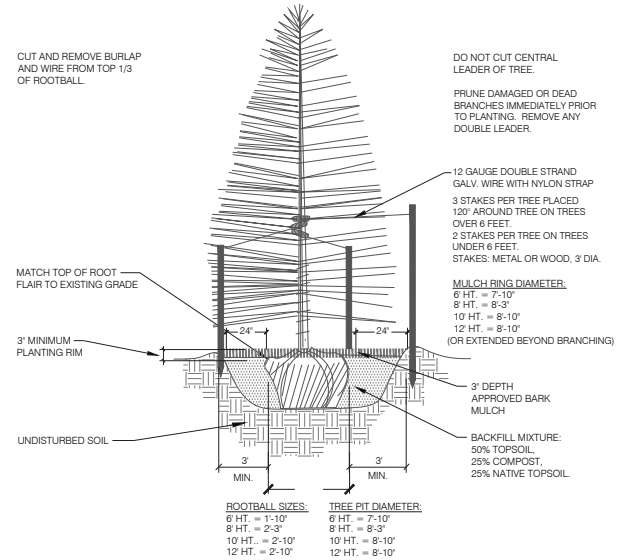 CUT AND REMOVE BURLAP
AND WIRE FROM TOP 1/3
OF ROOTBALL.
DO NOT CUT CENTRAL
LEADER OF TREE.
PRUNE DAMAGED OR DEAD
BRANCHES IMMEDIATELY PRIOR
TO PLANTING. REMOVE ANY
DOUBLE LEADER.
12 GAUGE DOUBLE STRAND
GALV. WIRE WITH NYLON STRAP
3 STAKES PER TREE PLACED
120° AROUND TREE ON TREES
OVER 6 FEET.
2 STAKES PER TREE ON TREES
UNDER 6 FEET.
STAKES: METAL OR WOOD, 3' DIA.
MULCH RING DIAMETER:
6' HT. = 7'-10"
8' HT. = 8'-3"
10' HT. = 8'-10"
12' HT. = 8'-10"
(OR EXTENDED BEYOND BRANCHING)
MATCH TOP OF ROOT
FLAIR TO EXISTING GRADE
24"
24"
3" MINIMUM
PLANTING RIM
3" DEPTH
APPROVED BARK
MULCH
UNDISTURBED SOIL
BACKFILL MIXTURE:
50% TOPSOIL,
25% COMPOST,
25% NATIVE TOPSOIL.
3'
MIN.
3'
MIN.
ROOTBALL SIZES:
6' HT. = 1'-10"
8' HT. = 2'-3"
10' HT.. = 2'-10"
12' HT. = 2'-10"
TREE PIT DIAMETER:
6' HT. = 7'-10"
8' HT. = 8'-3"
10' HT. = 8'-10"
12' HT. = 8'-10"